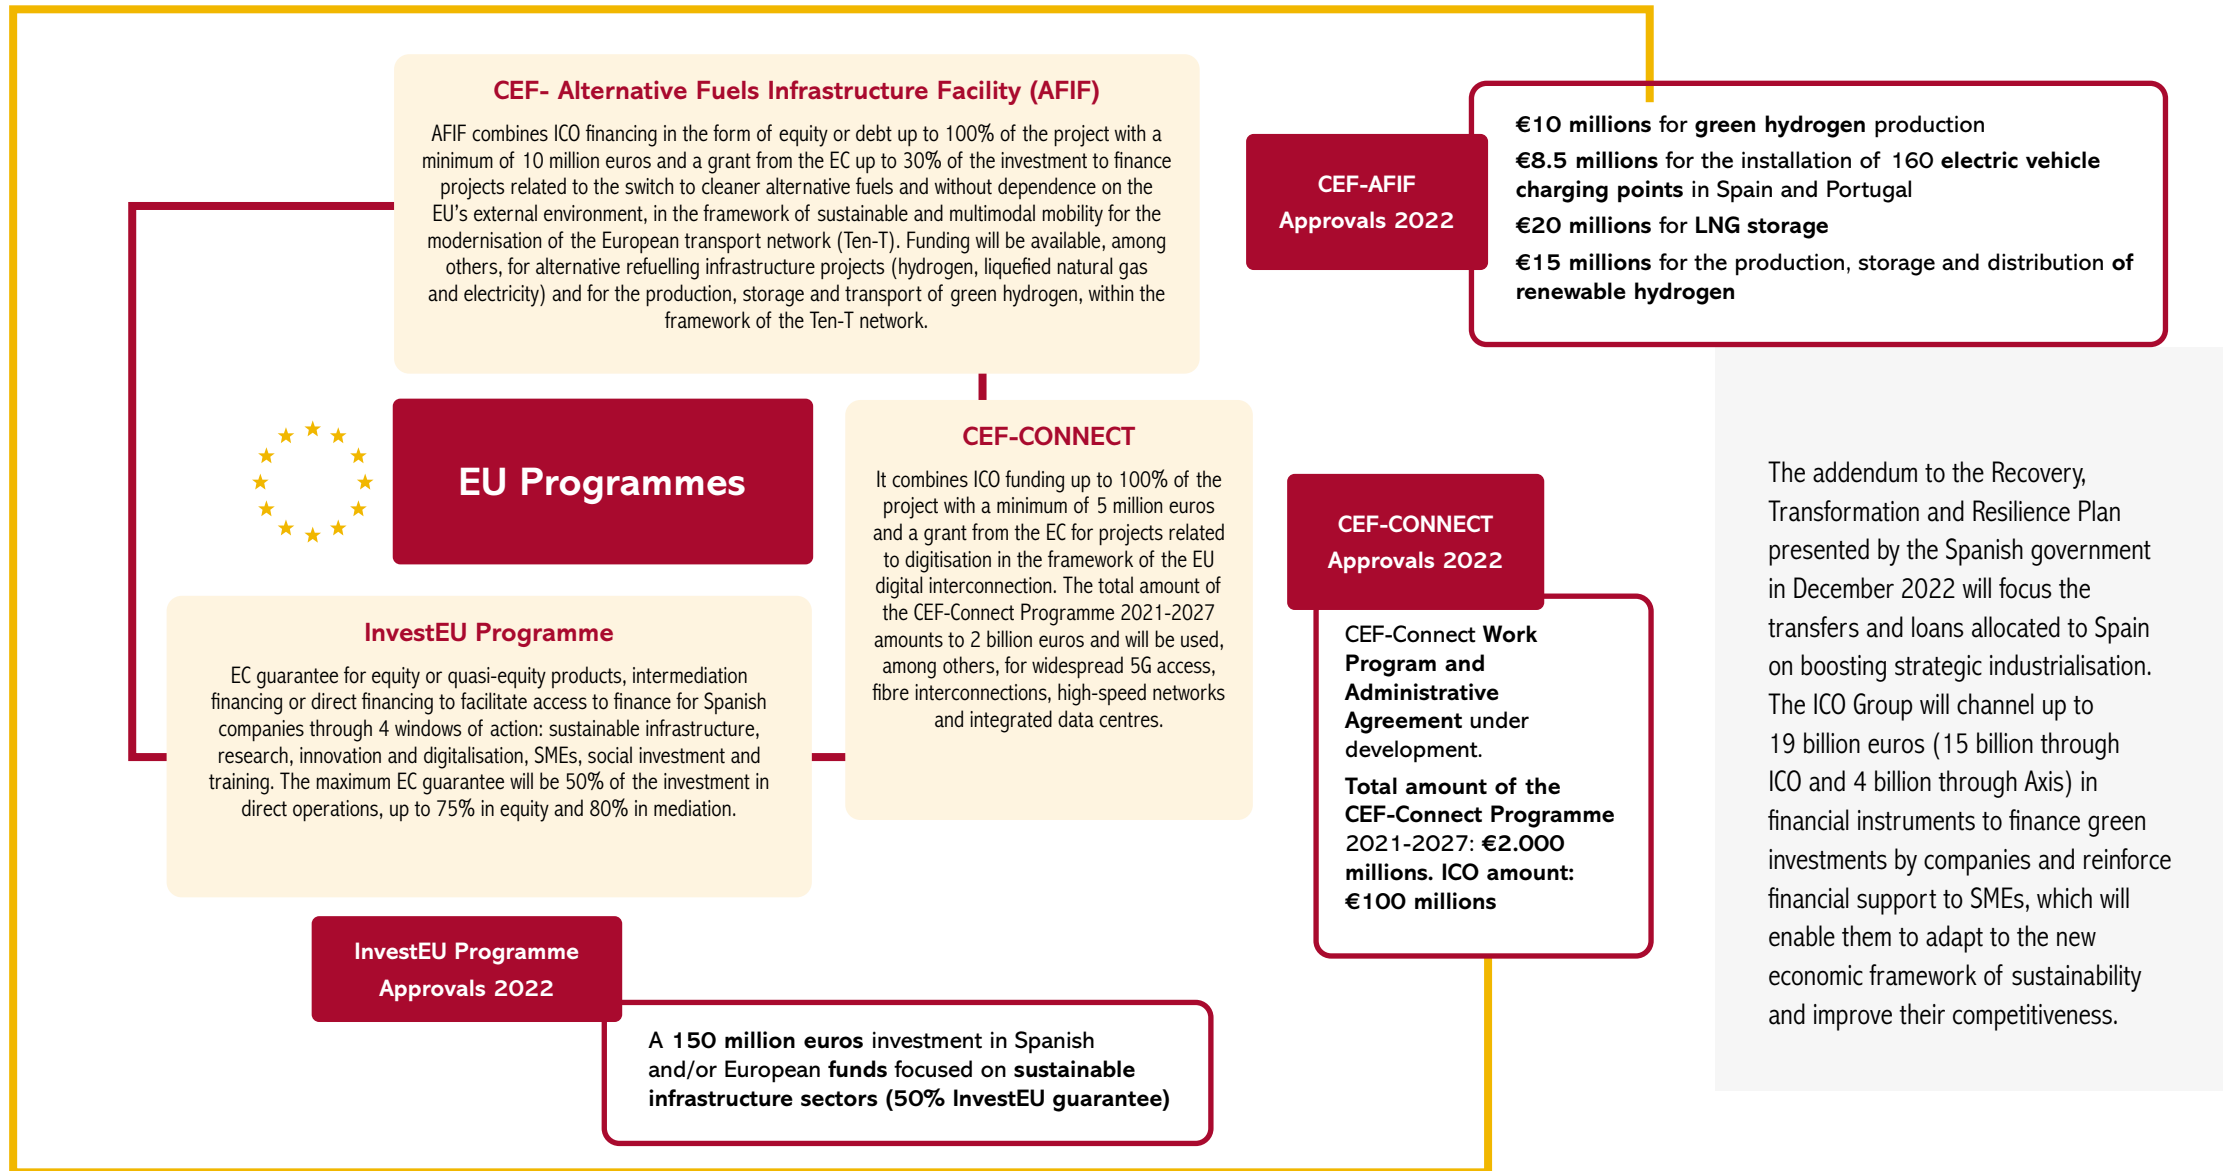 CEF- Alternative Fuels Infrastructure Facility (AFIF)
AFIF combines ICO financing in the form of equity or debt up to 100% of the project with a
minimum of 10 million euros and a grant from the EC up to 30% of the investment to finance
projects related to the switch to cleaner alternative fuels and without dependence on the
EU's external environment, in the framework of sustainable and multimodal mobility for the
modernisation of the European transport network (Ten-T). Funding will be available, among
others, for alternative refuelling infrastructure projects (hydrogen, liquefied natural gas
and electricity) and for the production, storage and transport of green hydrogen, within the
framework of the Ten-T network.
CEF-AFIF
Approvals 2022
€10 millions for green hydrogen production
€8.5 millions for the installation of 160 electric vehicle
charging points in Spain and Portugal
€20 millions for LNG storage
€15 millions for the production, storage and distribution of
renewable hydrogen
EU Programmes
CEF-CONNECT
It combines ICO funding up to 100% of the
project with a minimum of 5 million euros
and a grant from the EC for projects related
to digitisation in the framework of the EU
digital interconnection. The total amount of
the CEF-Connect Programme 2021-2027
amounts to 2 billion euros and will be used,
among others, for widespread 5G access,
fibre interconnections, high-speed networks
and integrated data centres.
CEF-CONNECT
Approvals 2022
CEF-Connect Work
Program and
Administrative
Agreement under
development.
Total amount of the
CEF-Connect Programme
2021-2027: €2.000
millions. ICO amount:
€100 millions
InvestEU Programme
EC guarantee for equity or quasi-equity products, intermediation
financing or direct financing to facilitate access to finance for Spanish
companies through 4 windows of action: sustainable infrastructure,
research, innovation and digitalisation, SMEs, social investment and
training. The maximum EC guarantee will be 50% of the investment in
direct operations, up to 75% in equity and 80% in mediation.
InvestEU Programme
Approvals 2022
A 150 million euros investment in Spanish
and/or European funds focused on sustainable
infrastructure sectors (50% InvestEU guarantee)
The addendum to the Recovery,
Transformation and Resilience Plan
presented by the Spanish government
in December 2022 will focus the
transfers and loans allocated to Spain
on boosting strategic industrialisation.
The ICO Group will channel up to
19 billion euros (15 billion through
ICO and 4 billion through Axis) in
financial instruments to finance green
investments by companies and reinforce
financial support to SMEs, which will
enable them to adapt to the new
economic framework of sustainability
and improve their competitiveness.